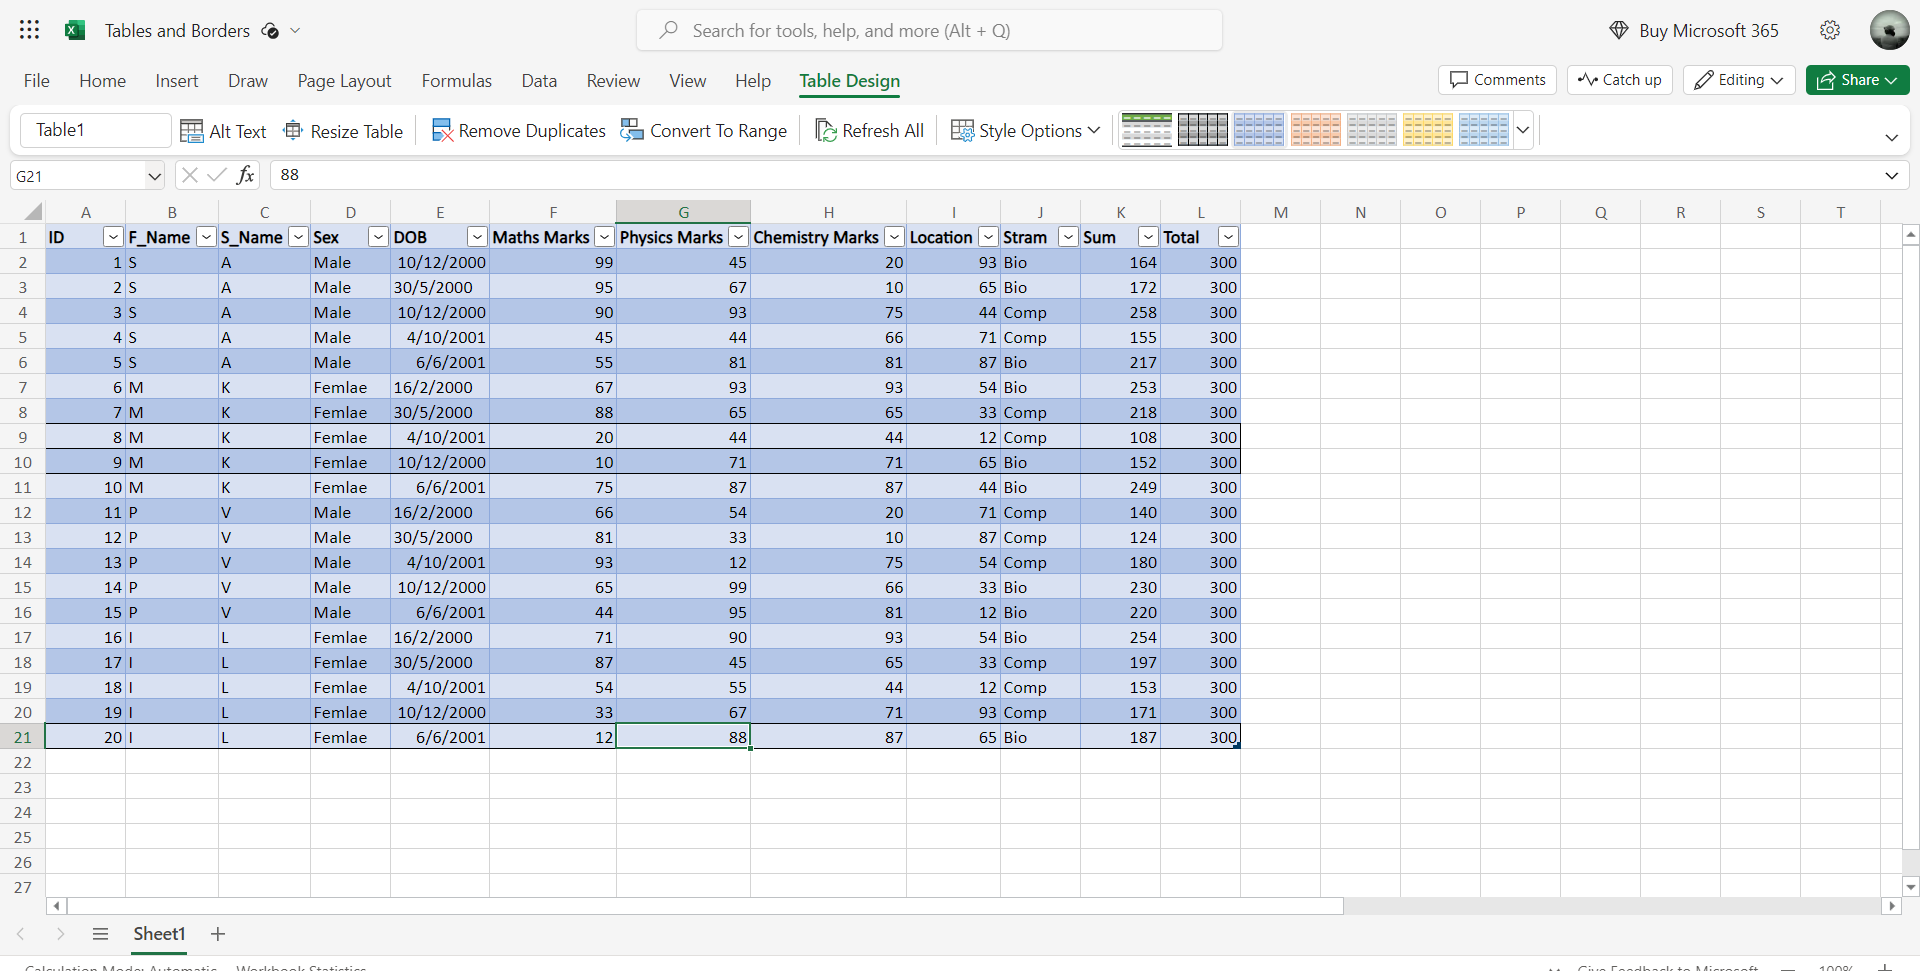 Tables and Borders
Search for tools, help, and more (Alt + Q)
Buy Microsoft 365
File Home Insert Draw Page Layout Formulas Data Review View Help Table Design
Comments Catch up Editing Share
Table1 Alt Text Resize Table Remove Duplicates Convert To Range Refresh All Style Options
G21 fx 88
A B C D E F G H I J K L M N O P Q R S T
1 ID F_Name S_Name Sex DOB Maths Marks Physics Marks Chemistry Marks Location Stram Sum Total
2 1 S A Male 10/12/2000 99 45 20 93 Bio 164 300
3 2 S A Male 30/5/2000 95 67 10 65 Bio 172 300
4 3 S A Male 10/12/2000 90 93 75 44 Comp 258 300
5 4 S A Male 4/10/2001 45 44 66 71 Comp 155 300
6 5 S A Male 6/6/2001 55 81 81 87 Bio 217 300
7 6 M K Femlae 16/2/2000 67 93 93 54 Bio 253 300
8 7 M K Femlae 30/5/2000 88 65 65 33 Comp 218 300
9 8 M K Femlae 4/10/2001 20 44 44 12 Comp 108 300
10 9 M K Femlae 10/12/2000 10 71 71 65 Bio 152 300
11 10 M K Femlae 6/6/2001 75 87 87 44 Bio 249 300
12 11 P V Male 16/2/2000 66 54 20 71 Comp 140 300
13 12 P V Male 30/5/2000 81 33 10 87 Comp 124 300
14 13 P V Male 4/10/2001 93 12 75 54 Comp 180 300
15 14 P V Male 10/12/2000 65 99 66 33 Bio 230 300
16 15 P V Male 6/6/2001 44 95 81 12 Bio 220 300
17 16 I L Femlae 16/2/2000 71 90 93 54 Bio 254 300
18 17 I L Femlae 30/5/2000 87 45 65 33 Comp 197 300
19 18 I L Femlae 4/10/2001 54 55 44 12 Comp 153 300
20 19 I L Femlae 10/12/2000 33 67 71 93 Comp 171 300
21 20 I L Femlae 6/6/2001 12 88 87 65 Bio 187 300
22
23
24
25
26
27
Sheet1
Calculation Mode: Automatic Workbook Statistics Give Feedback to Microsoft 100%